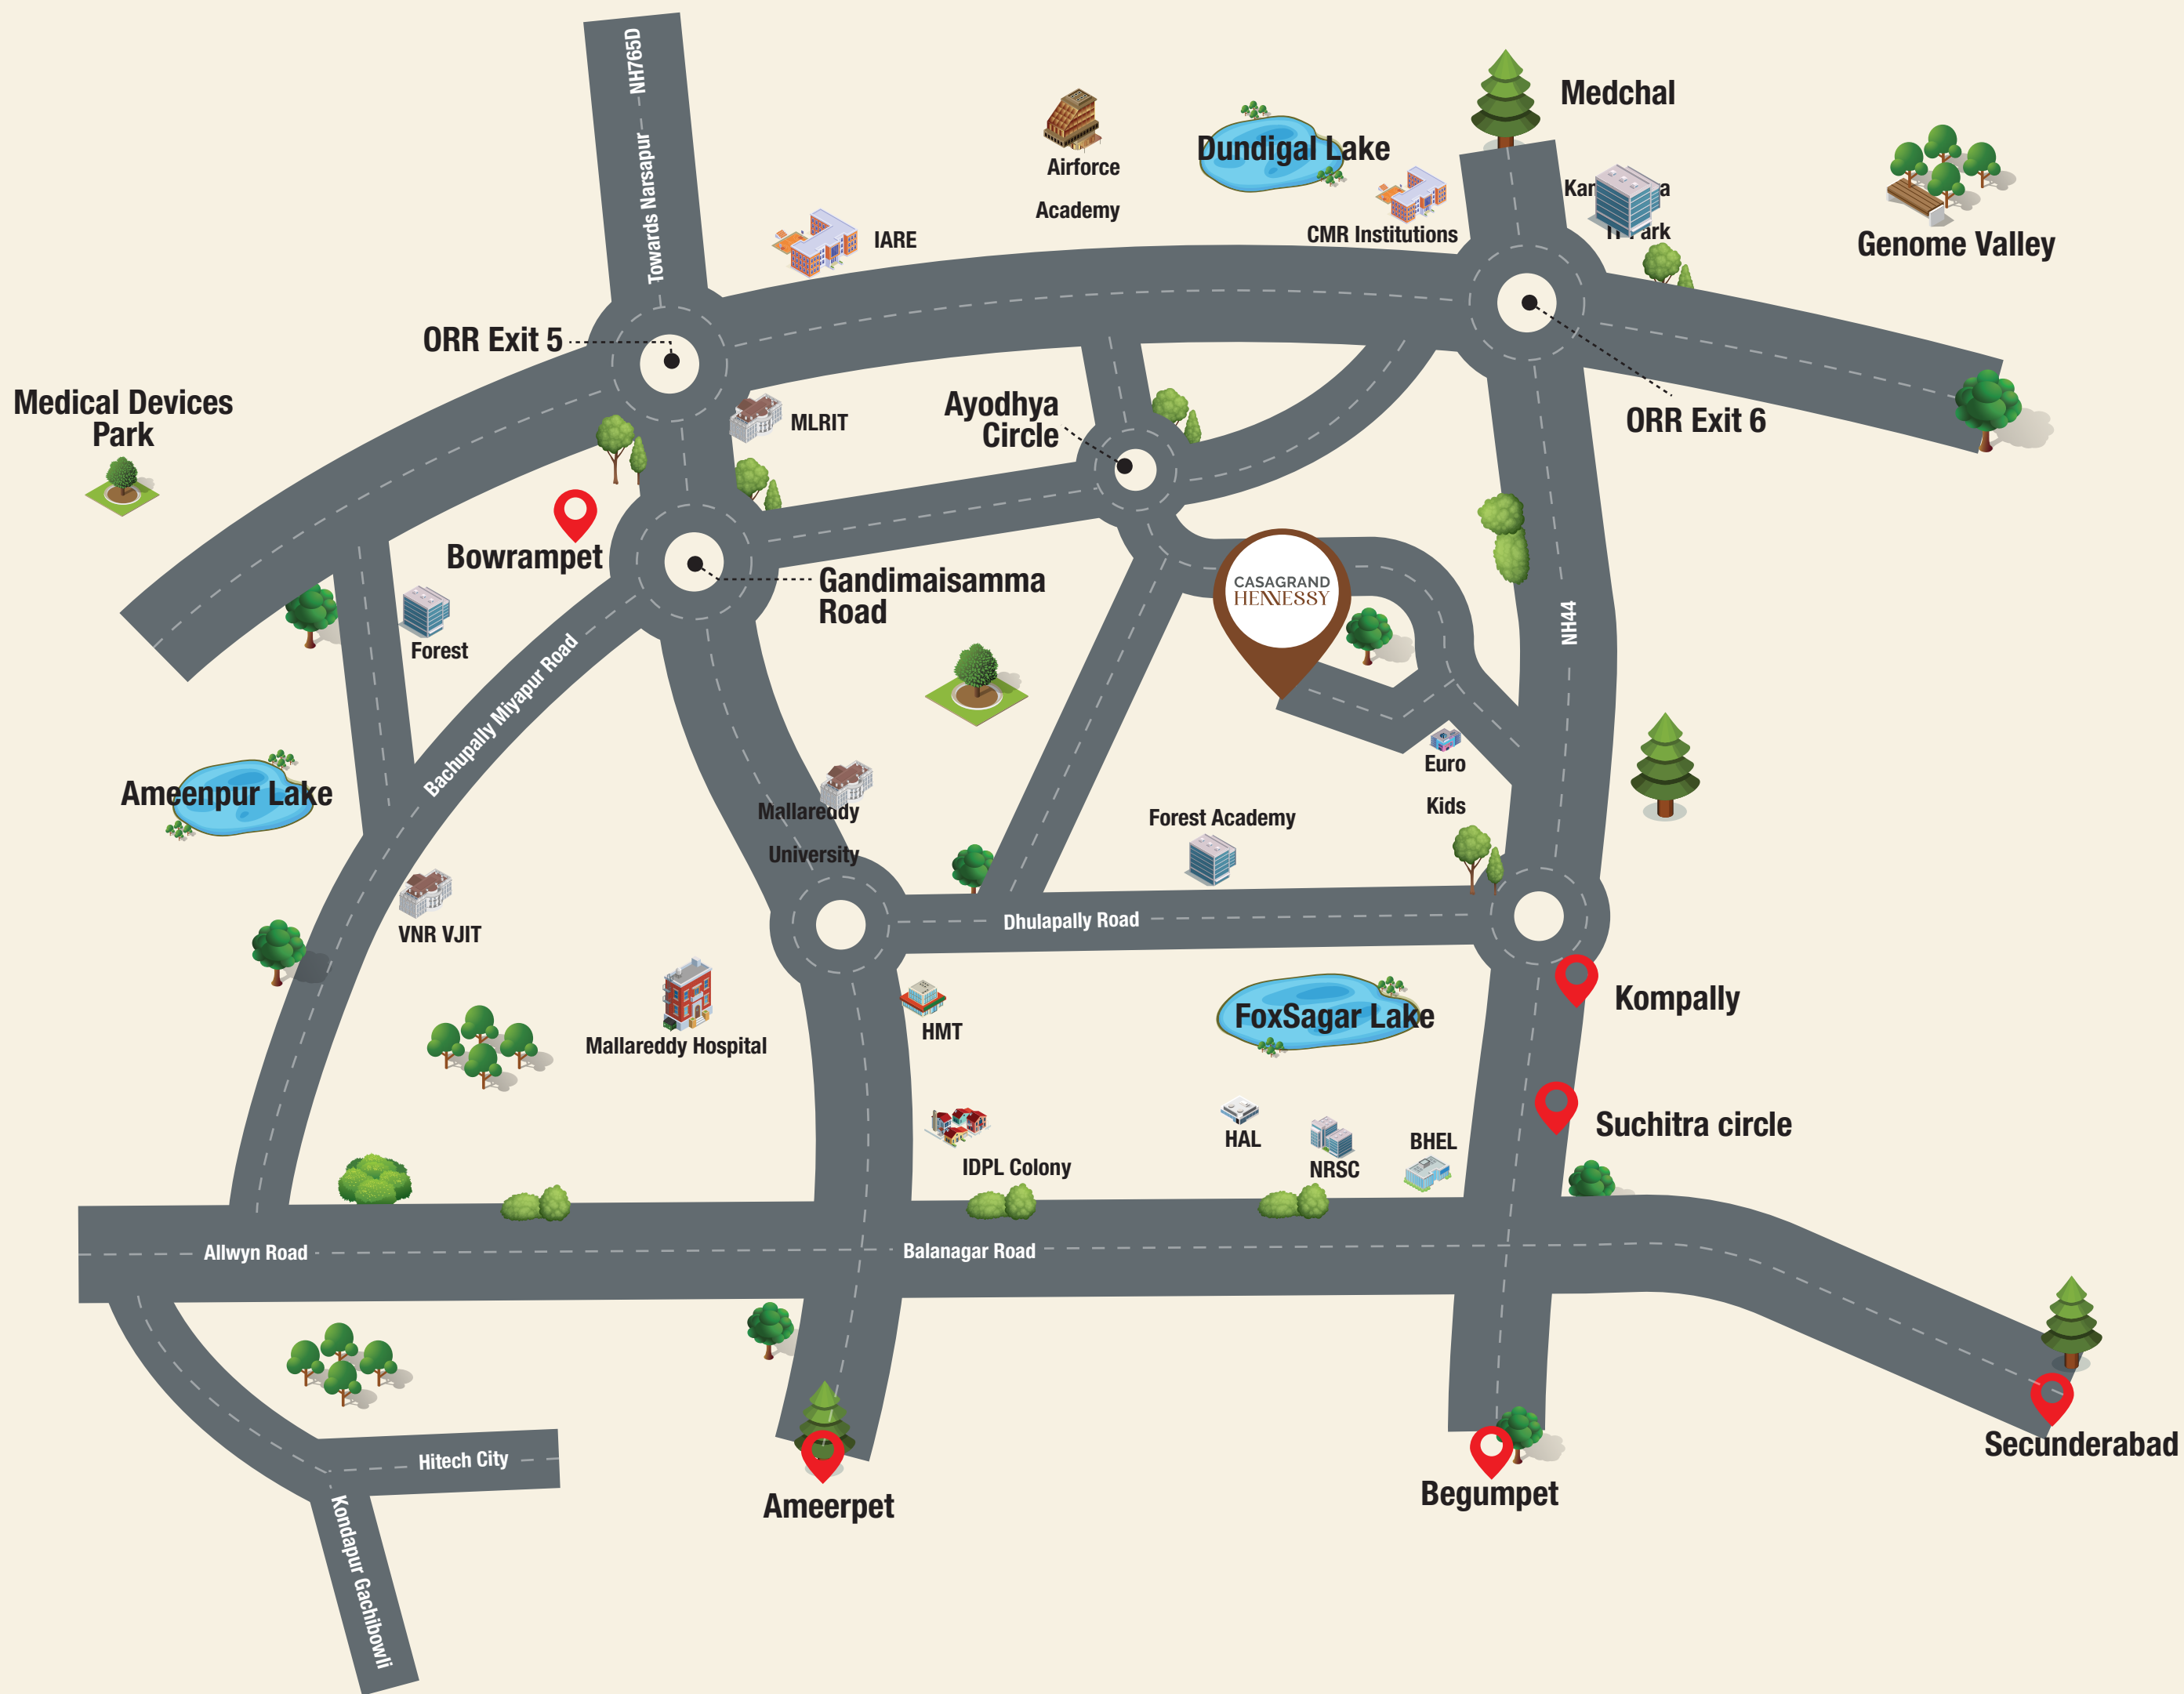 NH765D
Towards Narsapur
Medchal
Airforce
Academy
Dundigal Lake
CMR Institutions
IARE
Genome Valley
ORR Exit 5
Medical Devices
Park
MLRIT
Ayodhya
Circle
ORR Exit 6
Bowrampet
Gandimaisamma
Road
CASAGRAND
HENNESSY
NH44
Forest
Bachupally Miyapur Road
Ameenpur Lake
Mallareddy
University
Euro
Kids
Forest Academy
VNR VJIT
Dhulapally Road
Kompally
Mallareddy Hospital
HMT
FoxSagar Lake
Suchitra circle
HAL
NRSC
BHEL
IDPL Colony
Allwyn Road
Balanagar Road
Hitech City
Kondapur Gachibowli
Ameerpet
Begumpet
Secunderabad